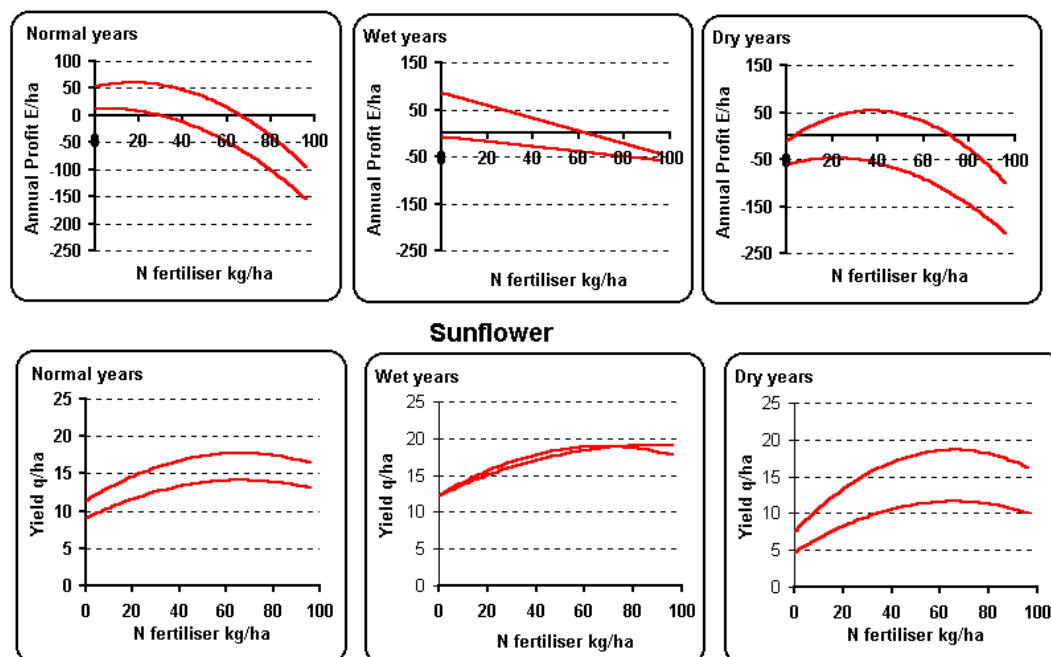 Normal years
100
50
0
-50
-100
-150
-200
-250
Annual Profit E/ha
20 40 60 80 100
N fertiliser kg/ha
Wet years
150
50
-50
-150
-250
Annual Profit E/ha
20 40 60 80 100
N fertiliser kg/ha
Dry years
150
50
-50
-150
-250
Annual Profit E/ha
20 40 60 80 100
N fertiliser kg/ha
Sunflower
Normal years
25
20
15
10
5
0
Yield q/ha
0 20 40 60 80 100
N fertiliser kg/ha
Wet years
25
20
15
10
5
0
Yield q/ha
0 20 40 60 80 100
N fertiliser kg/ha
Dry years
25
20
15
10
5
0
Yield q/ha
0 20 40 60 80 100
N fertiliser kg/ha